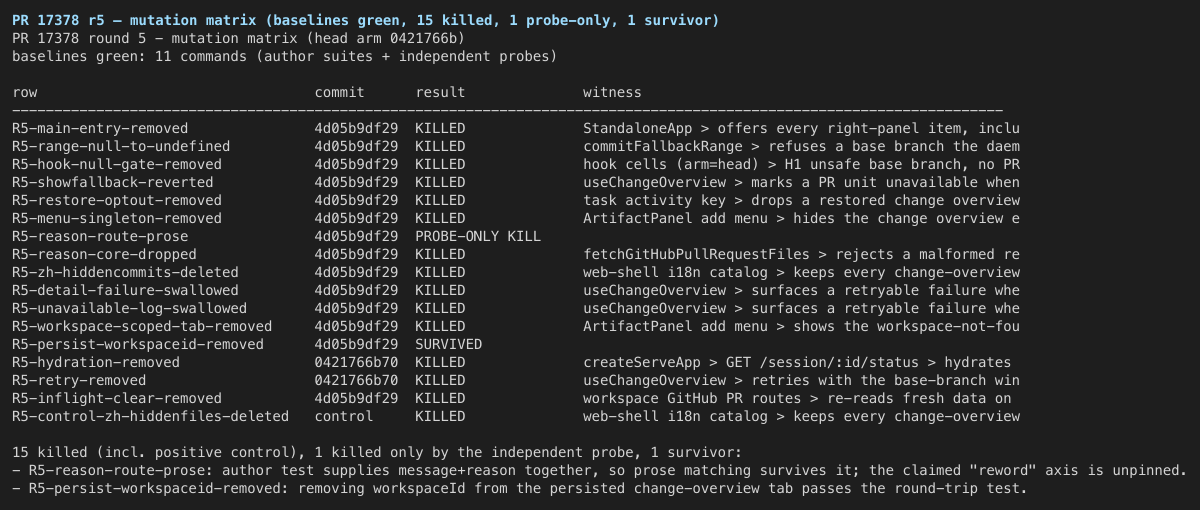 PR 17378 r5 — mutation matrix (baselines green, 15 killed, 1 probe-only, 1 survivor)
PR 17378 round 5 — mutation matrix (head arm 0421766b)
baselines green: 11 commands (author suites + independent probes)
row commit result witness
R5-main-entry-removed 4d05b9df29 KILLED StandaloneApp > offers every right-panel item, inclu
R5-range-null-to-undefined 4d05b9df29 KILLED commitFallbackRange > refuses a base branch the daem
R5-hook-null-gate-removed 4d05b9df29 KILLED hook cells (arm=head) > H1 unsafe base branch, no PR
R5-showfallback-reverted 4d05b9df29 KILLED useChangeOverview > marks a PR unit unavailable when
R5-restore-optout-removed 4d05b9df29 KILLED task activity key > drops a restored change overview
R5-menu-singleton-removed 4d05b9df29 KILLED ArtifactPanel add menu > hides the change overview e
R5-reason-route-prose 4d05b9df29 PROBE-ONLY KILL
R5-reason-core-dropped 4d05b9df29 KILLED fetchGitHubPullRequestFiles > rejects a malformed re
R5-zh-hiddencommits-deleted 4d05b9df29 KILLED web-shell i18n catalog > keeps every change-overview
R5-detail-failure-swallowed 4d05b9df29 KILLED useChangeOverview > surfaces a retryable failure whe
R5-unavailable-log-swallowed 4d05b9df29 KILLED useChangeOverview > surfaces a retryable failure whe
R5-workspace-scoped-tab-removed 4d05b9df29 KILLED ArtifactPanel add menu > shows the workspace-not-fou
R5-persist-workspaceid-removed 4d05b9df29 SURVIVED
R5-hydration-removed 0421766b70 KILLED createServeApp > GET /session/:id/status > hydrates
R5-retry-removed 0421766b70 KILLED useChangeOverview > retries with the base-branch win
R5-inflight-clear-removed 4d05b9df29 KILLED workspace GitHub PR routes > re-reads fresh data on
R5-control-zh-hiddenfiles-deleted control KILLED web-shell i18n catalog > keeps every change-overview
15 killed (incl. positive control), 1 killed only by the independent probe, 1 survivor:
- R5-reason-route-prose: author test supplies message+reason together, so prose matching survives it; the claimed "reword" axis is unpinned.
- R5-persist-workspaceid-removed: removing workspaceId from the persisted change-overview tab passes the round-trip test.